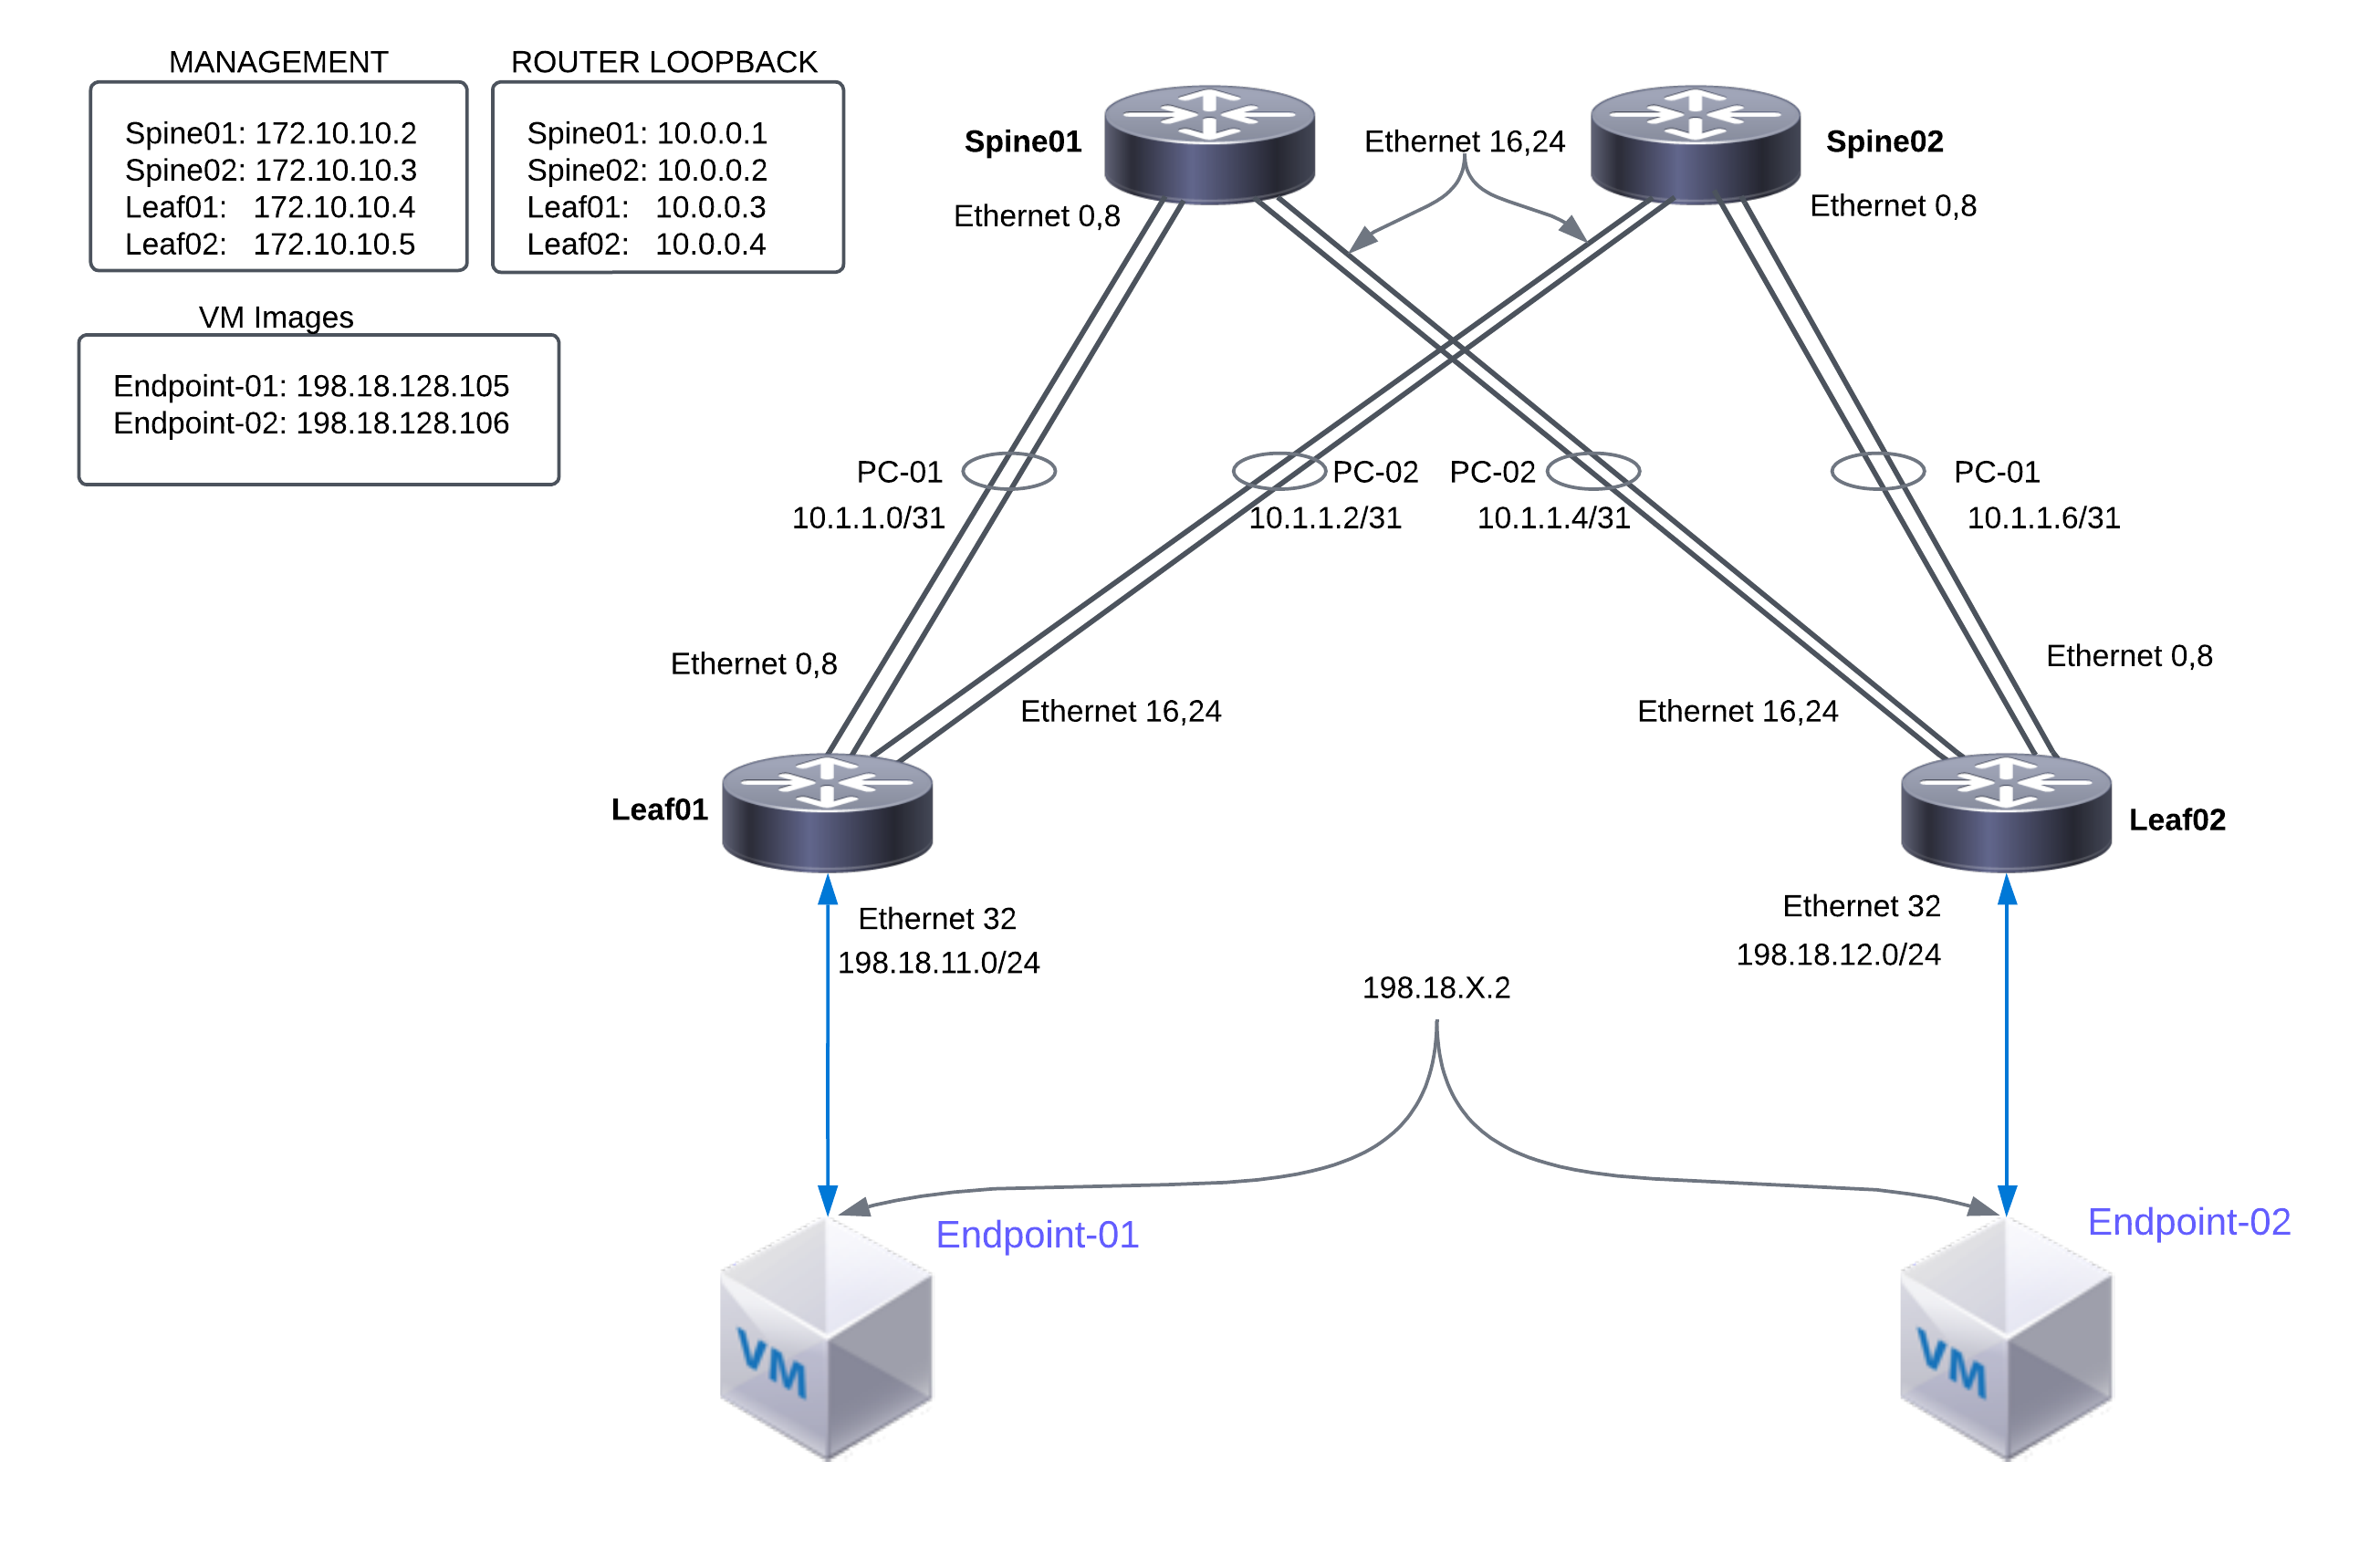 MANAGEMENT
Spine01: 172.10.10.2
Spine02: 172.10.10.3
Leaf01: 172.10.10.4
Leaf02: 172.10.10.5
ROUTER LOOPBACK
Spine01: 10.0.0.1
Spine02: 10.0.0.2
Leaf01: 10.0.0.3
Leaf02: 10.0.0.4
VM Images
Endpoint-01: 198.18.128.105
Endpoint-02: 198.18.128.106
Spine01
Ethernet 16,24
Spine02
Ethernet 0,8
Ethernet 0,8
PC-01
10.1.1.0/31
PC-02
10.1.1.2/31
PC-02
10.1.1.4/31
PC-01
10.1.1.6/31
Ethernet 0,8
Ethernet 16,24
Ethernet 16,24
Ethernet 0,8
Leaf01
Leaf02
Ethernet 32
198.18.11.0/24
Ethernet 32
198.18.12.0/24
198.18.X.2
Endpoint-01
Endpoint-02
VM
VM